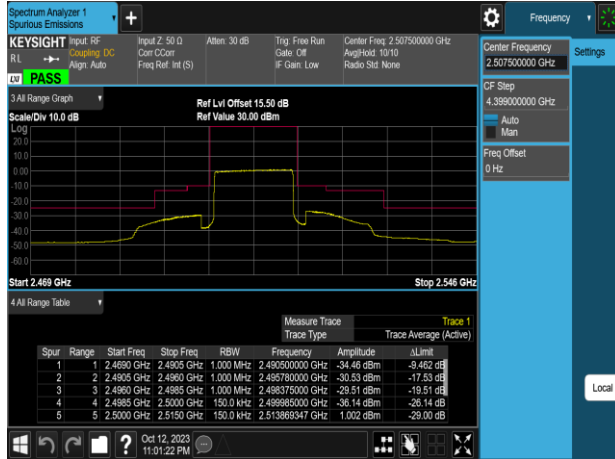 Spectrum Analyzer 1
Spurious Emissions
+
Frequency
KEYSIGHT Input: RF Input Z: 50 Ω Atten: 30 dB Trig: Free Run Center Freq: 2.507500000 GHz
R L Coupling: DC Corr CCorr Gate: Off Avg|Hold: 10/10
Align: Auto Freq Ref: Int (S) IF Gain: Low Radio Std: None
LXI PASS
Center Frequency
2.507500000 GHz
Settings
CF Step
4.399000000 GHz
Auto
Man
Freq Offset
0 Hz
Local
3 All Range Graph
Ref Lvl Offset 15.50 dB
Scale/Div 10.0 dB Ref Value 30.00 dBm
Log
20.0
10.0
0.00
-10.0
-20.0
-30.0
-40.0
-50.0
-60.0
Start 2.469 GHz Stop 2.546 GHz
4 All Range Table
Measure Trace Trace 1
Trace Type Trace Average (Active)
Spur Range Start Freq Stop Freq RBW Frequency Amplitude ΔLimit
1 1 2.4690 GHz 2.4905 GHz 1.000 MHz 2.490500000 GHz -34.46 dBm -9.462 dB
2 2 2.4905 GHz 2.4960 GHz 1.000 MHz 2.495780000 GHz -30.53 dBm -17.53 dB
3 3 2.4960 GHz 2.4985 GHz 1.000 MHz 2.498375000 GHz -29.51 dBm -19.51 dB
4 4 2.4985 GHz 2.5000 GHz 150.0 kHz 2.499985000 GHz -36.14 dBm -26.14 dB
5 5 2.5000 GHz 2.5150 GHz 150.0 kHz 2.513869347 GHz 1.002 dBm -29.00 dB
?
Oct 12, 2023
11:01:22 PM